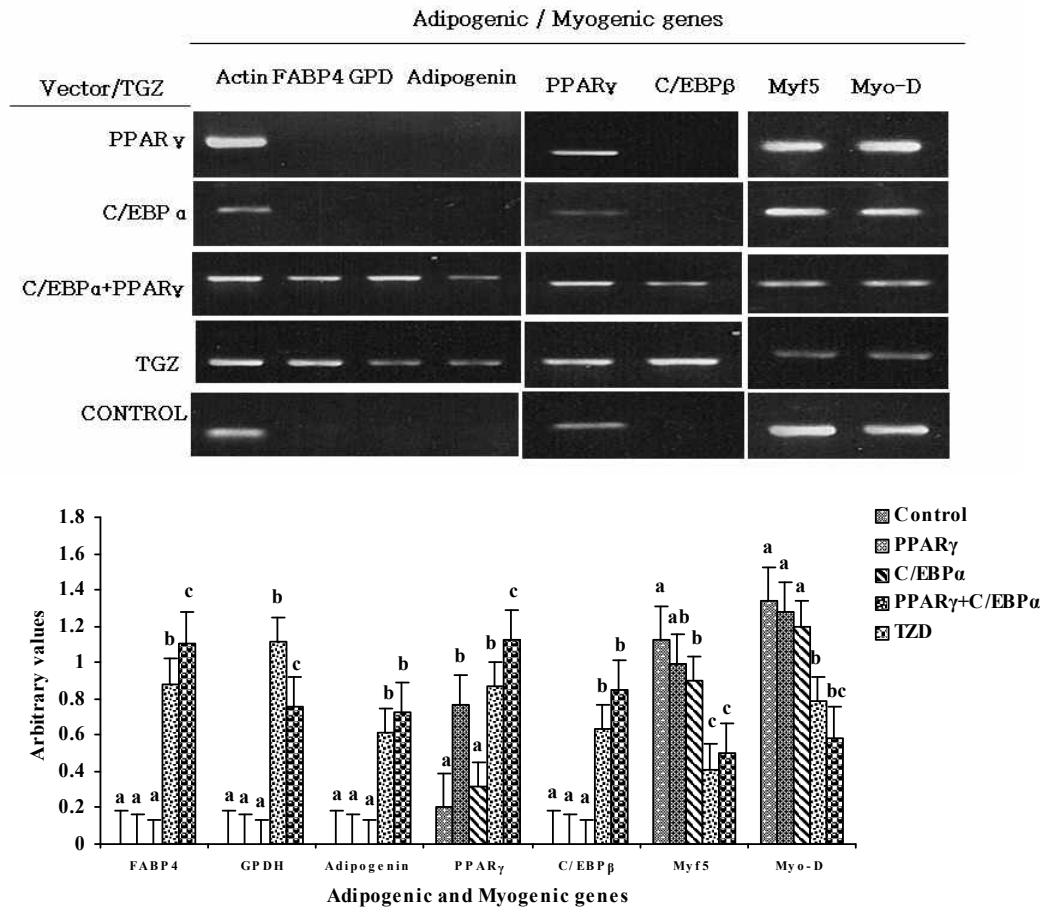 Adipogenic / Myogenic genes
Vector/TGZ
Actin FABP4 GPD Adipogenin PPARɣ C/EBPβ Myf5 Myo-D
PPAR ɣ
C/EBP α
C/EBPα+PPARɣ
TGZ
CONTROL
Arbitrary values
1.8
1.6
1.4
1.2
1
0.8
0.6
0.4
0.2
0
a a a b c
a a a b c
a a a b b
a b a b c
a a a b b
a ab b c c
a a a b bc
FABP4 GPDH Adipogenin PPARγ C/EBPβ Myf5 Myo-D
Adipogenic and Myogenic genes
Control
PPARγ
C/EBPα
PPARγ+C/EBPα
TZD